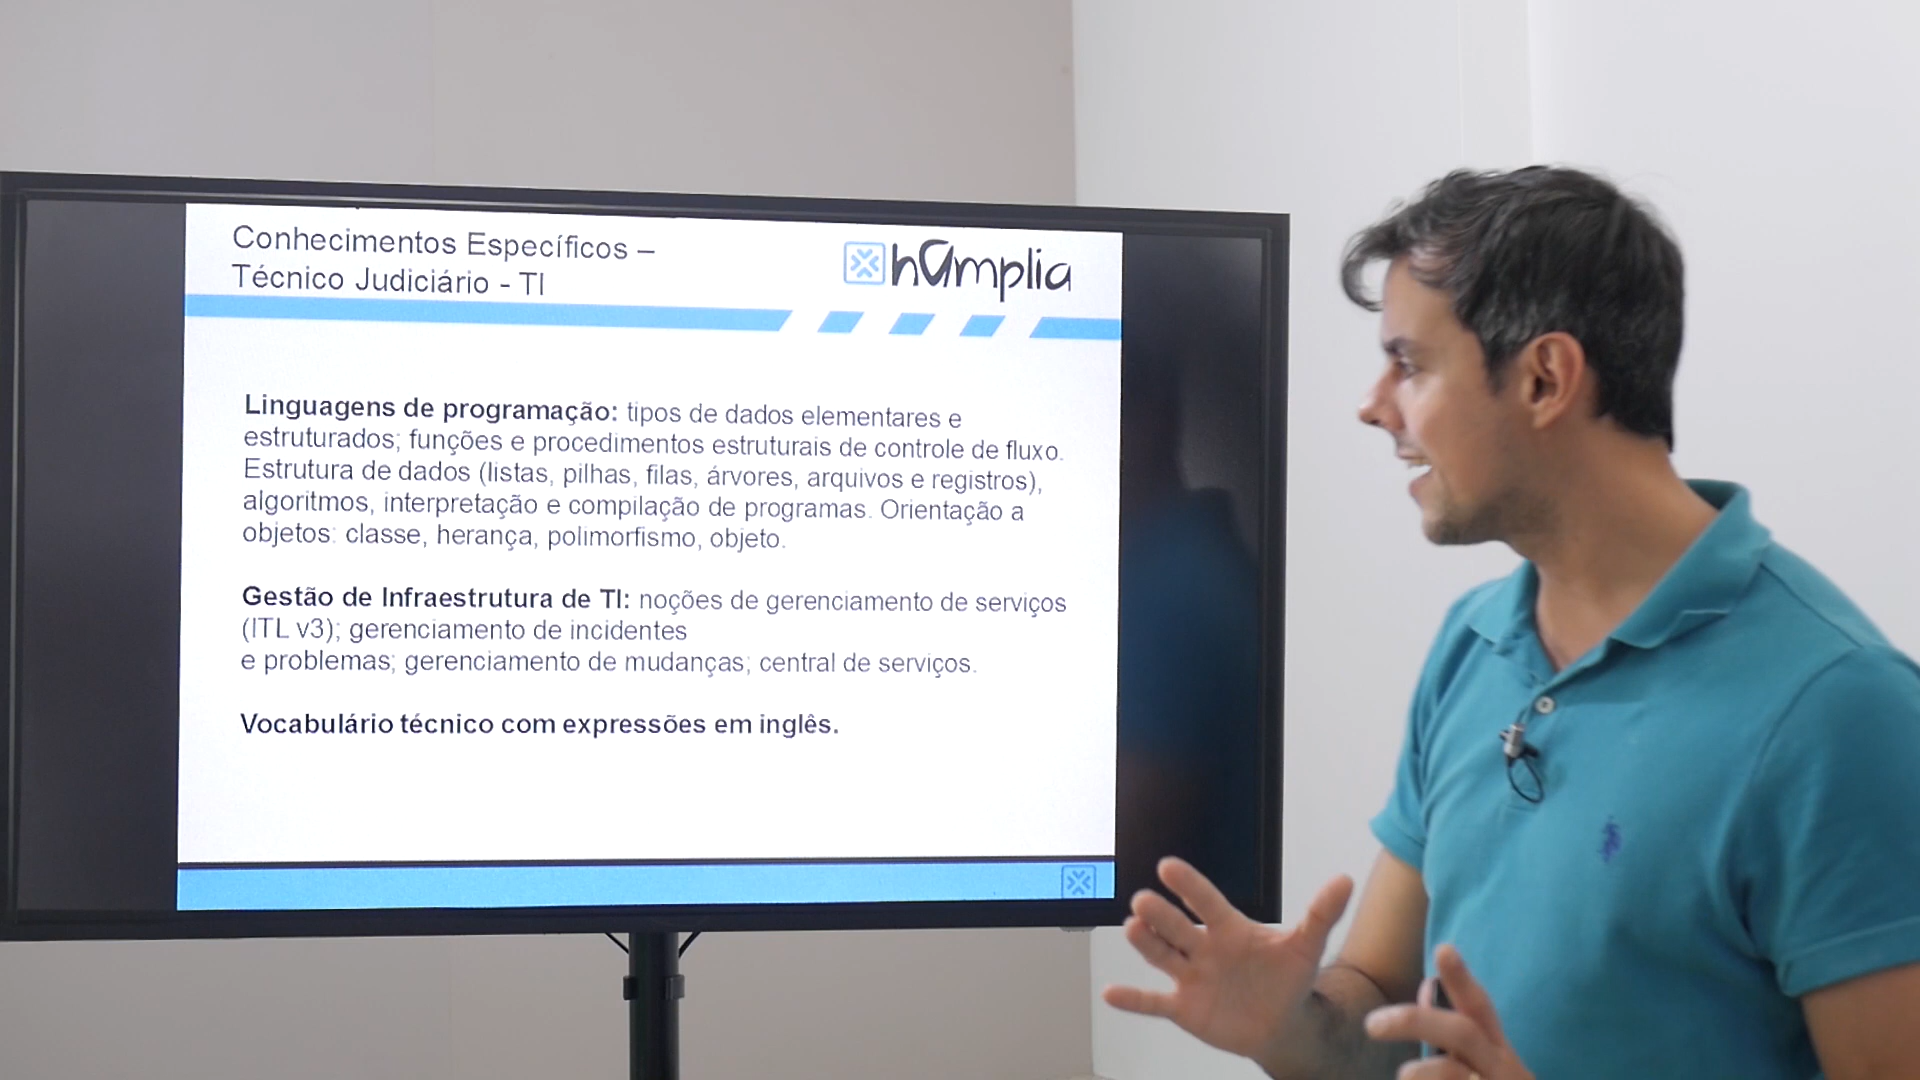 Conhecimentos Específicos –
Técnico Judiciário - TI
hamplia
Linguagens de programação: tipos de dados elementares e
estruturados; funções e procedimentos estruturais de controle de fluxo.
Estrutura de dados (listas, pilhas, filas, árvores, arquivos e registros),
algoritmos, interpretação e compilação de programas. Orientação a
objetos: classe, herança, polimorfismo, objeto.
Gestão de Infraestrutura de TI: noções de gerenciamento de serviços
(ITL v3); gerenciamento de incidentes
e problemas; gerenciamento de mudanças; central de serviços.
Vocabulário técnico com expressões em inglês.